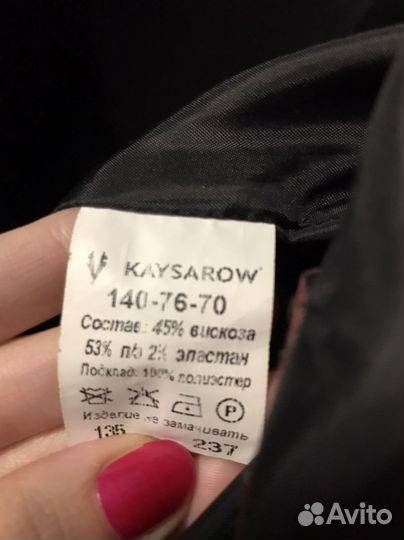 KAYSAROW
140-76-70
Состав: 45% вискоза
53% пэ 2% эластан
Подклад: 100% полиэстер
P
Изделие не замачивать
135 237
Avito